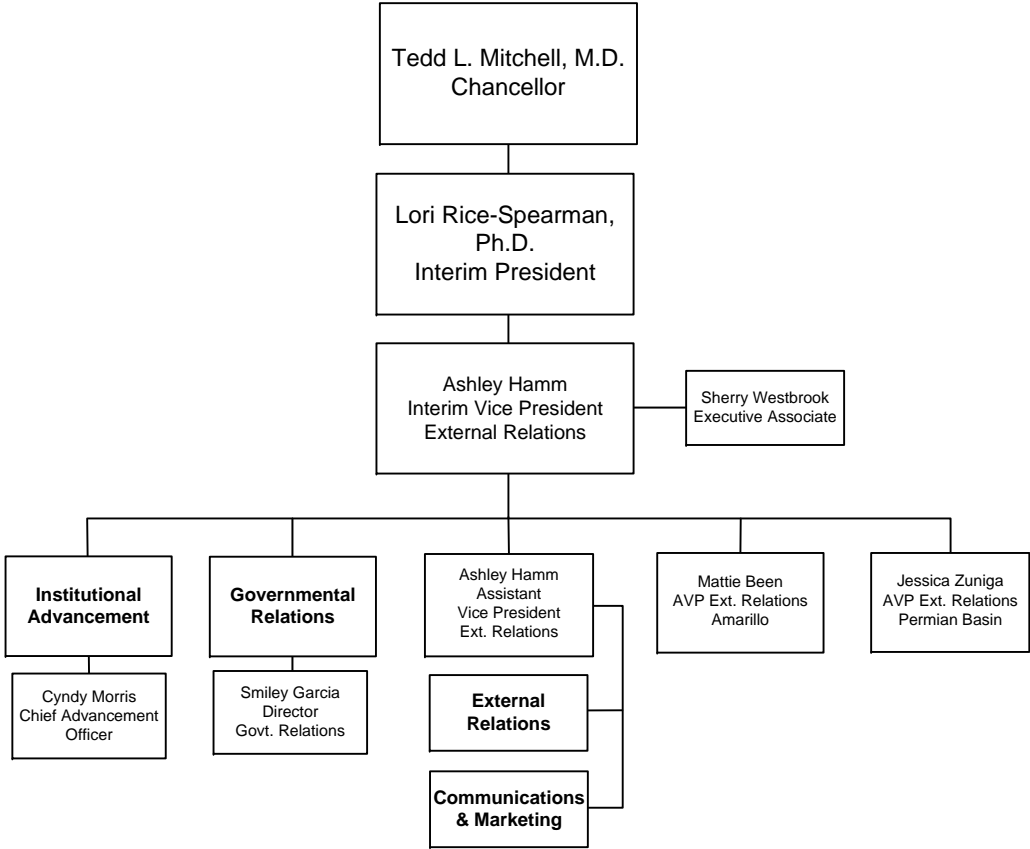 Tedd L. Mitchell, M.D.
Chancellor
Lori Rice-Spearman,
Ph.D.
Interim President
Ashley Hamm
Interim Vice President
External Relations
Sherry Westbrook
Executive Associate
Institutional
Advancement
Governmental
Relations
Ashley Hamm
Assistant
Vice President
Ext. Relations
Mattie Been
AVP Ext. Relations
Amarillo
Jessica Zuniga
AVP Ext. Relations
Permian Basin
Cyndy Morris
Chief Advancement
Officer
Smiley Garcia
Director
Govt. Relations
External
Relations
Communications
& Marketing